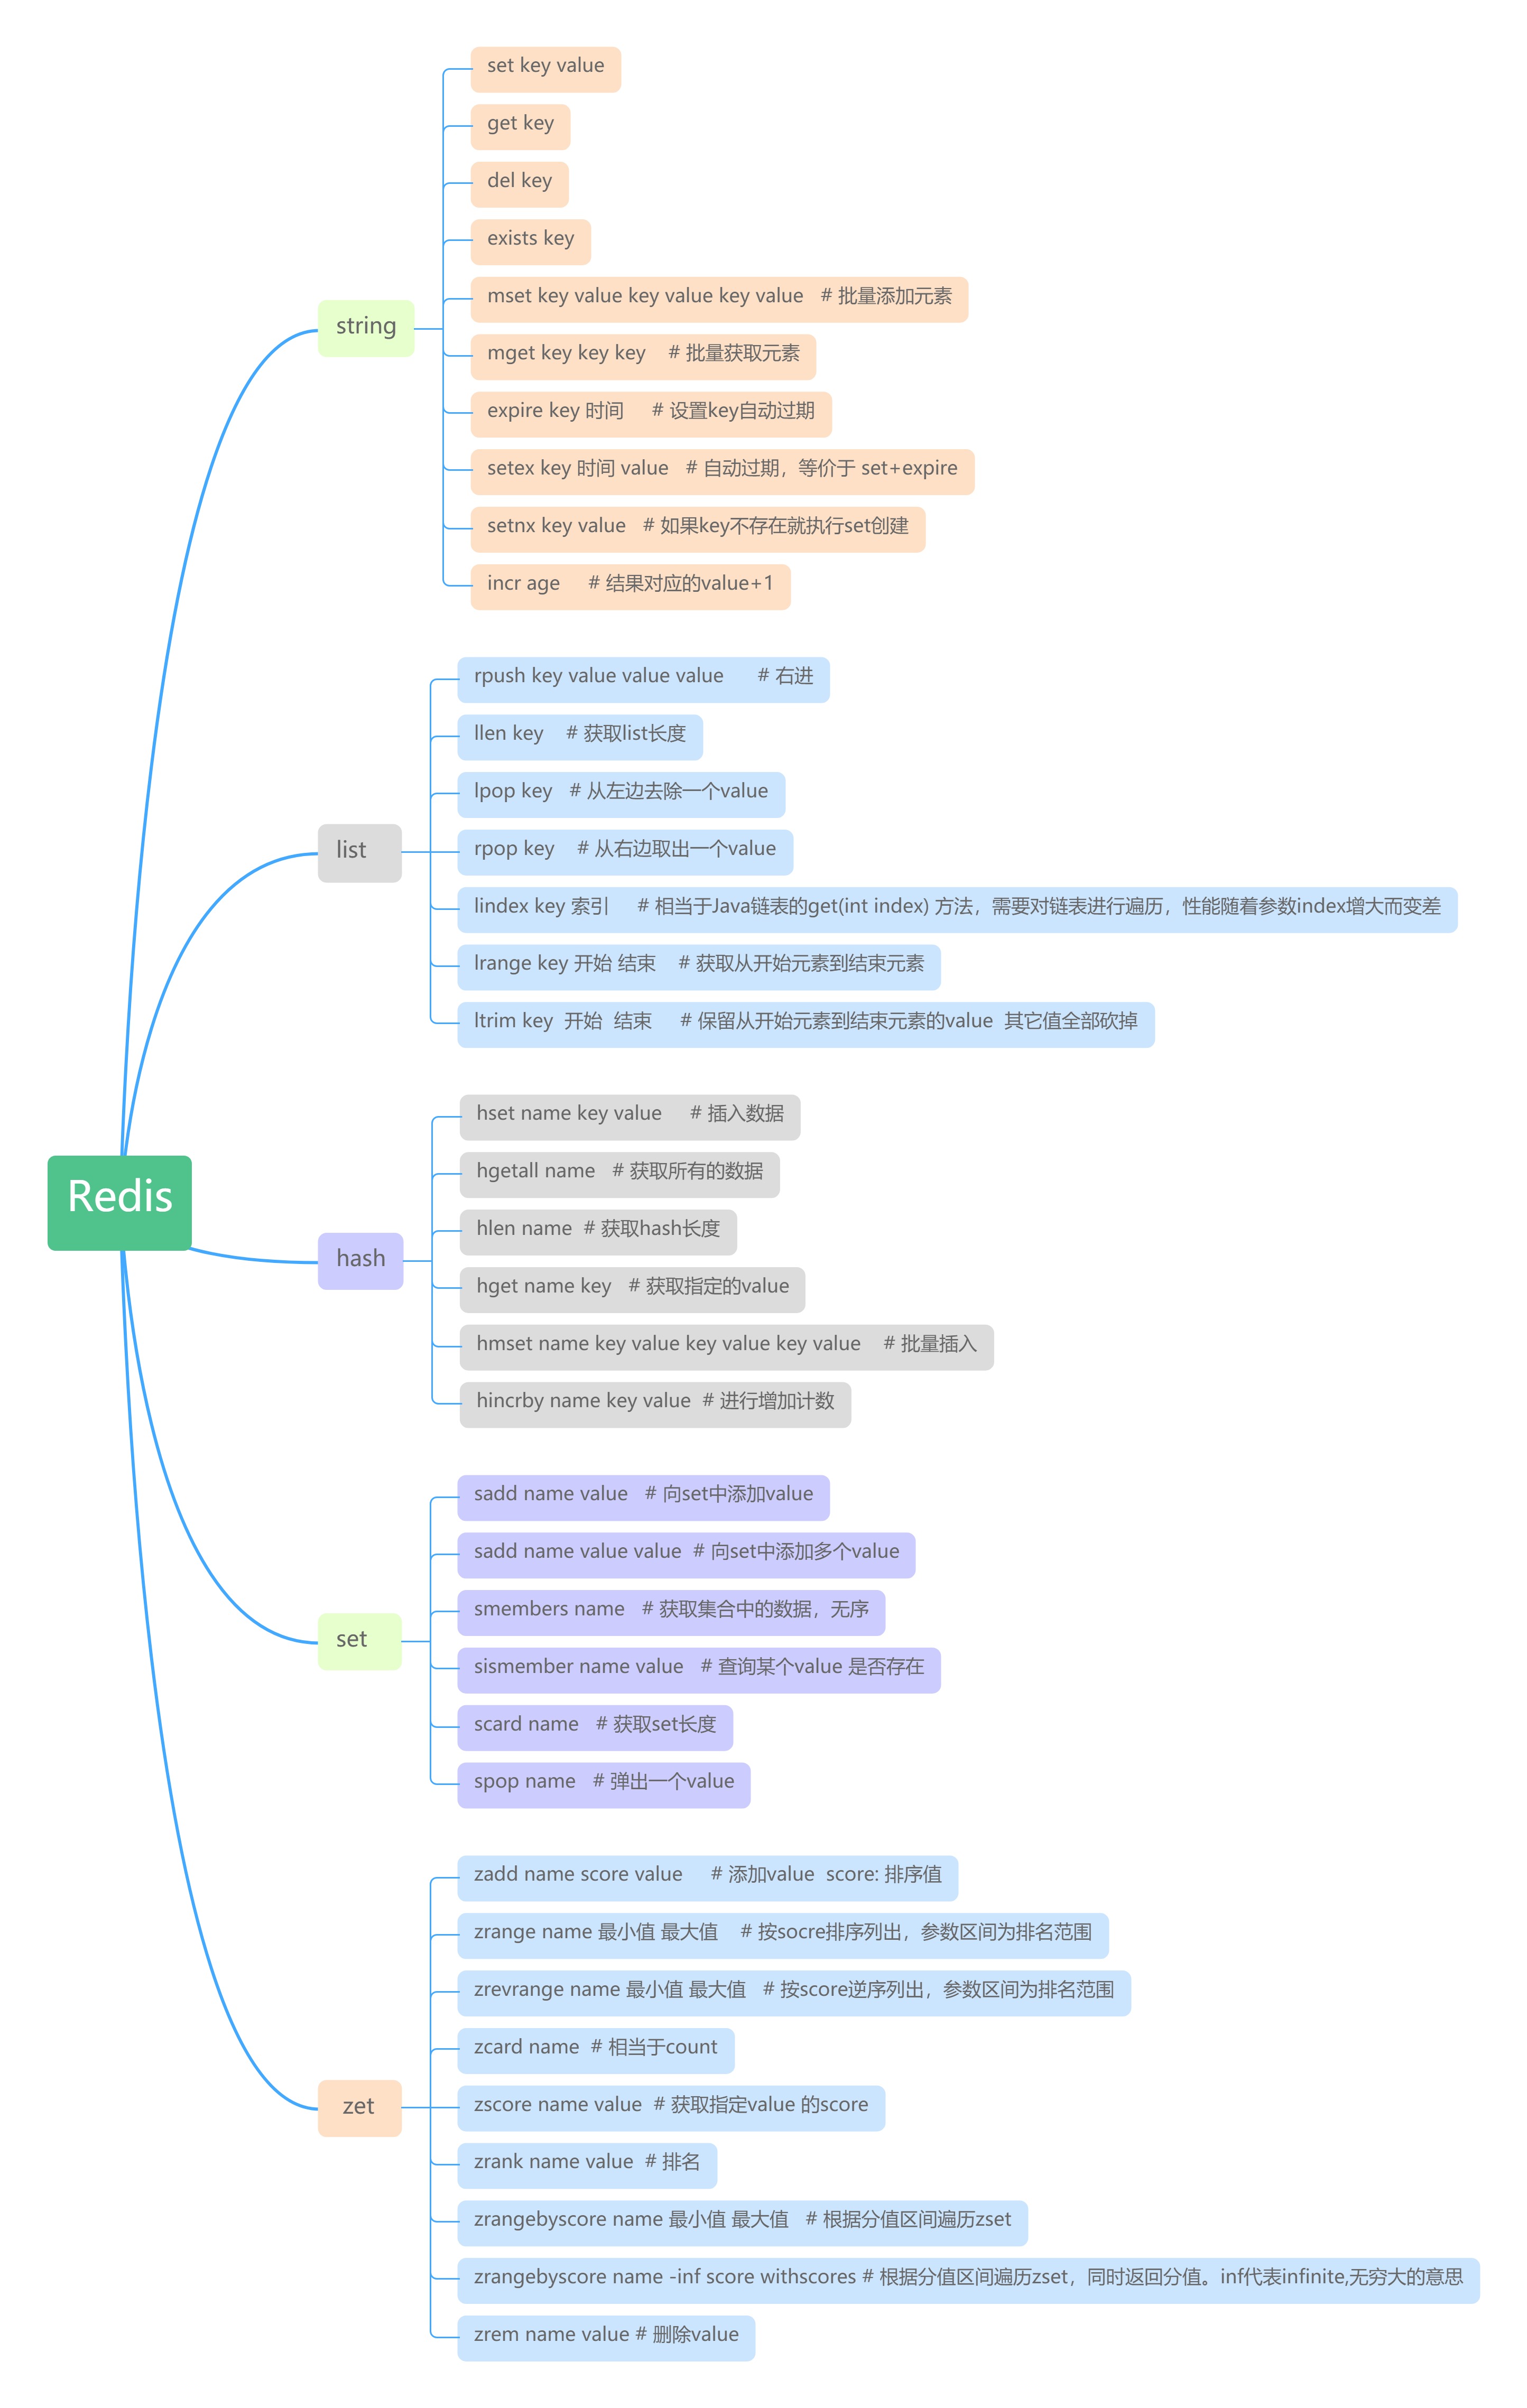 set key value
get key
del key
exists key
mset key value key value key value # 批量添加元素
mget key key key # 批量获取元素
expire key 时间 # 设置key自动过期
setex key 时间 value # 自动过期，等价于 set+expire
setnx key value # 如果key不存在就执行set创建
incr age # 结果对应的value+1
string
rpush key value value value # 右进
llen key # 获取list长度
lpop key # 从左边去除一个value
rpop key # 从右边取出一个value
lindex key 索引 # 相当于Java链表的get(int index) 方法，需要对链表进行遍历，性能随着参数index增大而变差
lrange key 开始 结束 # 获取从开始元素到结束元素
ltrim key 开始 结束 # 保留从开始元素到结束元素的value 其它值全部砍掉
list
Redis
hset name key value # 插入数据
hgetall name # 获取所有的数据
hlen name # 获取hash长度
hget name key # 获取指定的value
hmset name key value key value key value # 批量插入
hincrby name key value # 进行增加计数
hash
sadd name value # 向set中添加value
sadd name value value # 向set中添加多个value
smembers name # 获取集合中的数据，无序
sismember name value # 查询某个value 是否存在
scard name # 获取set长度
spop name # 弹出一个value
set
zadd name score value # 添加value score: 排序值
zrange name 最小值 最大值 # 按socre排序列出，参数区间为排名范围
zrevrange name 最小值 最大值 # 按score逆序列出，参数区间为排名范围
zcard name # 相当于count
zscore name value # 获取指定value 的score
zrank name value # 排名
zrangebyscore name 最小值 最大值 # 根据分值区间遍历zset
zrangebyscore name -inf score withscores # 根据分值区间遍历zset，同时返回分值。inf代表infinite,无穷大的意思
zrem name value # 删除value
zet